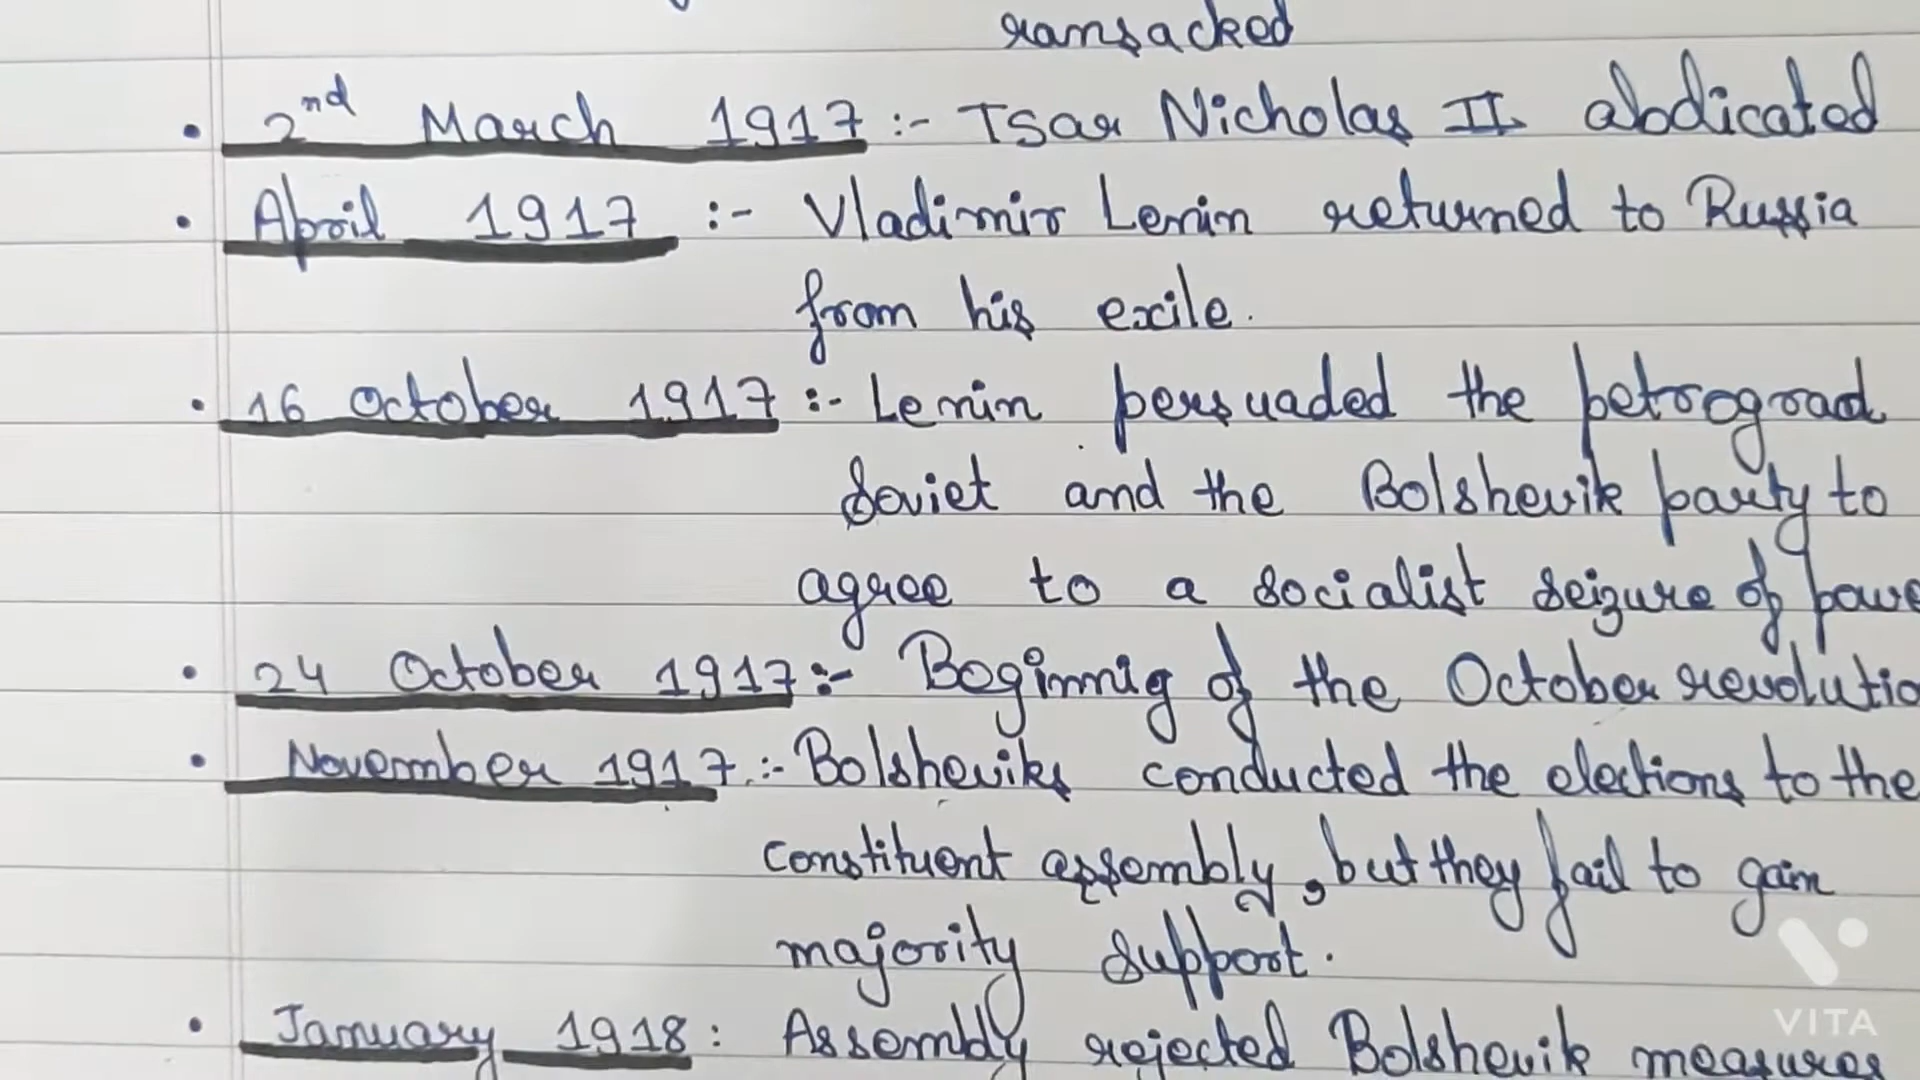 ransacked
• 2nd March 1917 :- Tsar Nicholas II abdicated
• April 1917 :- Vladimir Lenin returned to Russia
from his exile.
• 16 October 1917 :- Lenin persuaded the petrograd
Soviet and the Bolshevik party to
agree to a socialist seizure of powe
• 24 October 1917 :- Beginnig of the October revolutio
• November 1917 :- Bolsheviks conducted the elections to the
constituent assembly, but they fail to gain
majority support.
• January 1918 : Assembly rejected Bolshevik measures
VITA